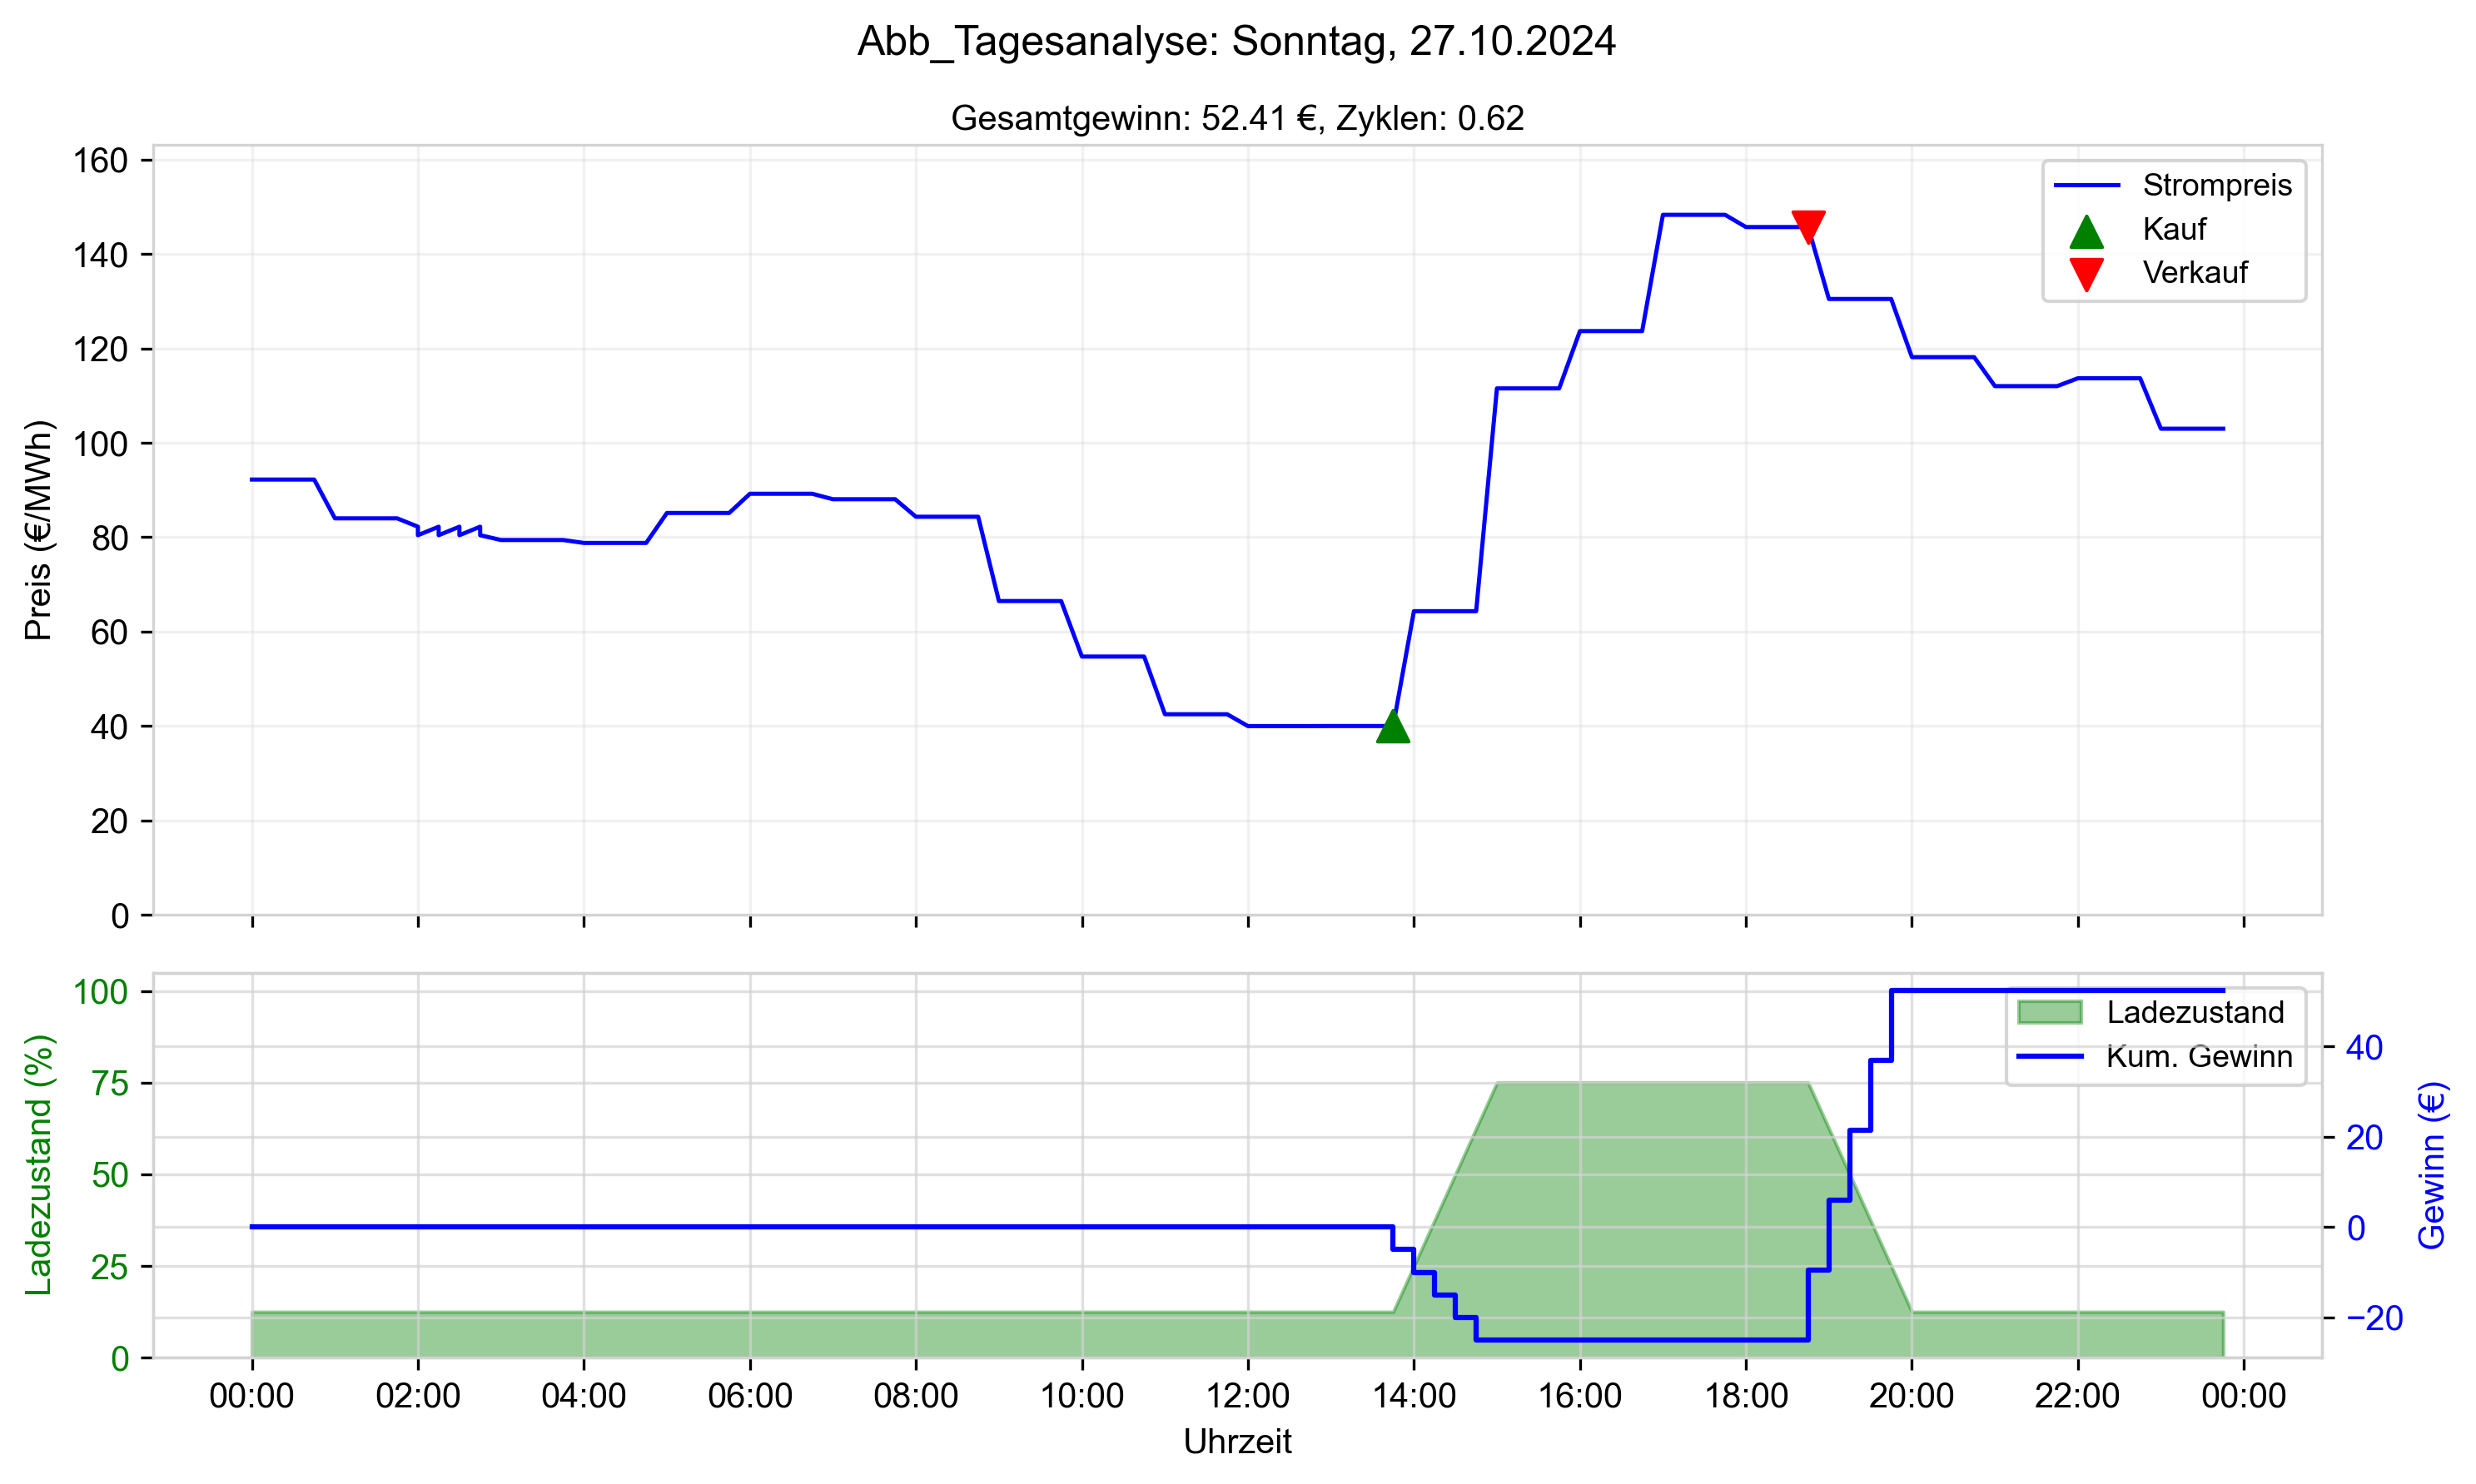 Abb_Tagesanalyse: Sonntag, 27.10.2024
Gesamtgewinn: 52.41 €, Zyklen: 0.62
Preis (€/MWh)
160
140
120
100
80
60
40
20
0
Strompreis
Kauf
Verkauf
Ladezustand (%)
100
75
50
25
0
Ladezustand
Kum. Gewinn
40
20
0
−20
Gewinn (€)
00:00 02:00 04:00 06:00 08:00 10:00 12:00 14:00 16:00 18:00 20:00 22:00 00:00
Uhrzeit